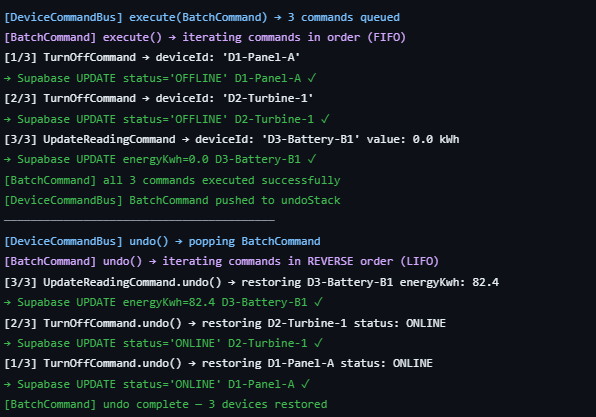 [DeviceCommandBus] execute(BatchCommand) → 3 commands queued
[BatchCommand] execute() → iterating commands in order (FIFO)
[1/3] TurnOffCommand → deviceId: 'D1-Panel-A'
→ Supabase UPDATE status='OFFLINE' D1-Panel-A ✓
[2/3] TurnOffCommand → deviceId: 'D2-Turbine-1'
→ Supabase UPDATE status='OFFLINE' D2-Turbine-1 ✓
[3/3] UpdateReadingCommand → deviceId: 'D3-Battery-B1' value: 0.0 kWh
→ Supabase UPDATE energyKwh=0.0 D3-Battery-B1 ✓
[BatchCommand] all 3 commands executed successfully
[DeviceCommandBus] BatchCommand pushed to undoStack
[DeviceCommandBus] undo() → popping BatchCommand
[BatchCommand] undo() → iterating commands in REVERSE order (LIFO)
[3/3] UpdateReadingCommand.undo() → restoring D3-Battery-B1 energyKwh: 82.4
→ Supabase UPDATE energyKwh=82.4 D3-Battery-B1 ✓
[2/3] TurnOffCommand.undo() → restoring D2-Turbine-1 status: ONLINE
→ Supabase UPDATE status='ONLINE' D2-Turbine-1 ✓
[1/3] TurnOffCommand.undo() → restoring D1-Panel-A status: ONLINE
→ Supabase UPDATE status='ONLINE' D1-Panel-A ✓
[BatchCommand] undo complete — 3 devices restored